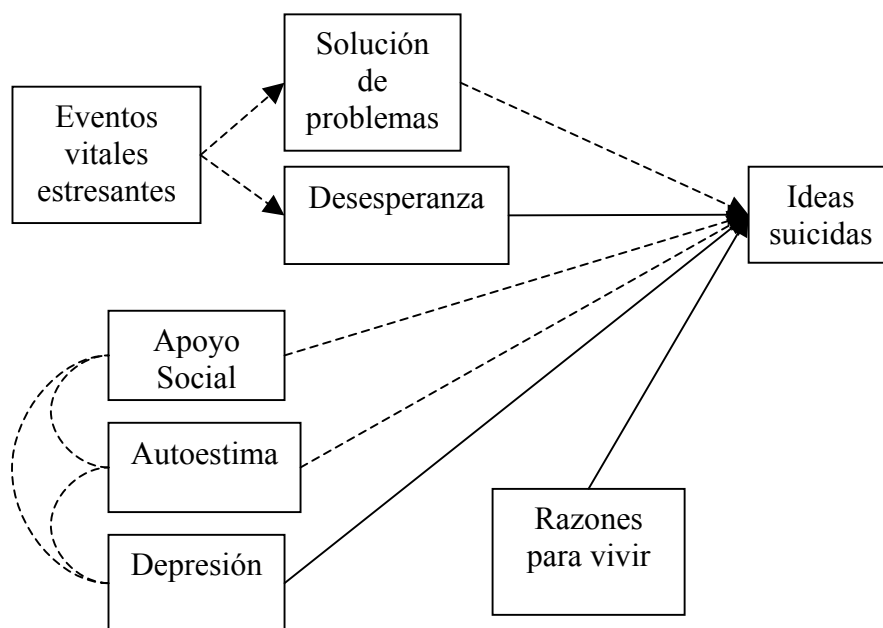 Solución
de
problemas
Eventos
vitales
estresantes
Desesperanza
Ideas
suicidas
Apoyo
Social
Autoestima
Razones
para vivir
Depresión